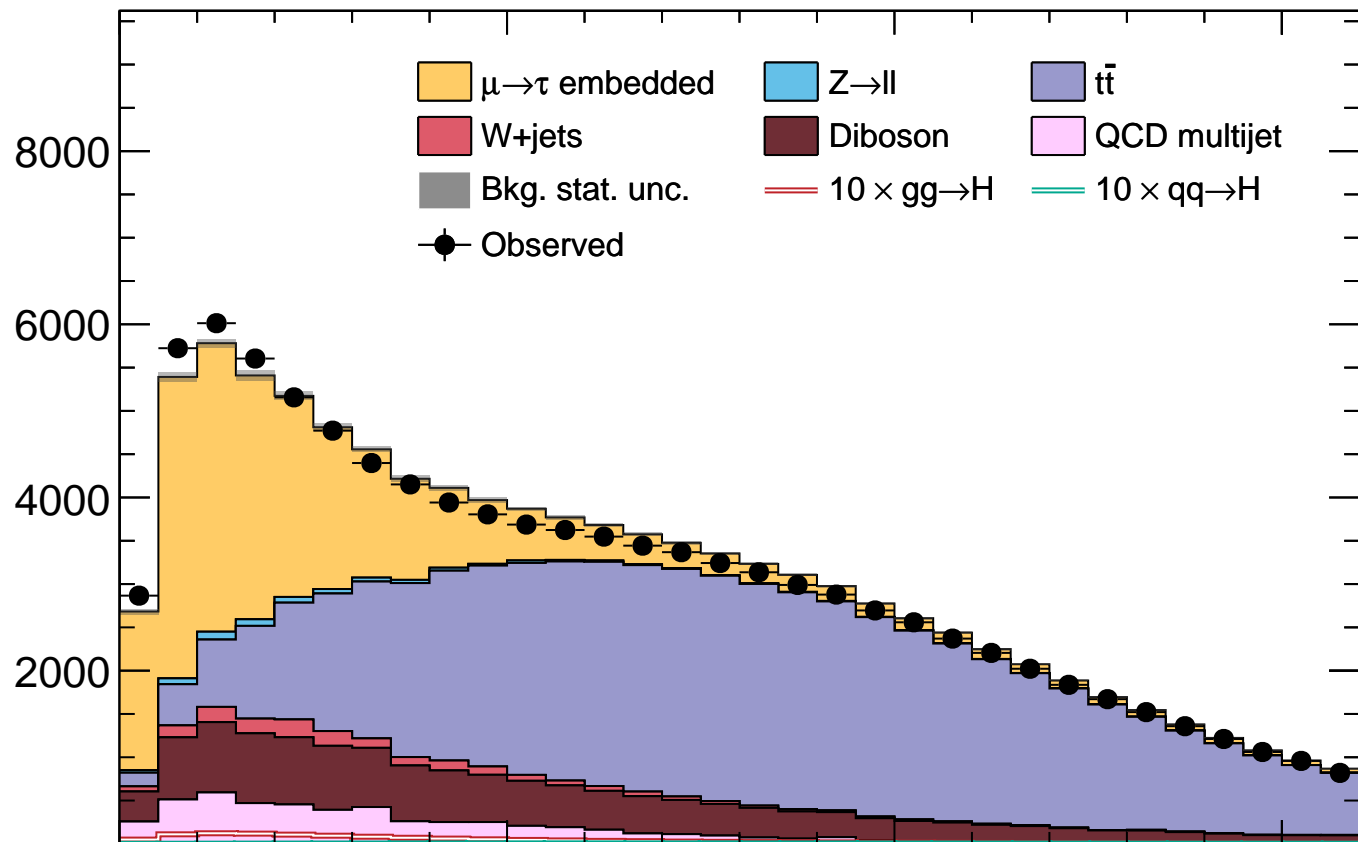 μ→τ embedded Z→ll tt̄
W+jets Diboson QCD multijet
Bkg. stat. unc. 10 × gg→H 10 × qq→H
Observed
8000
6000
4000
2000